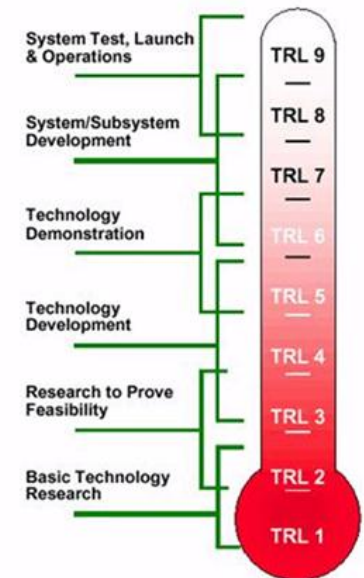 System Test, Launch
& Operations
System/Subsystem
Development
Technology
Demonstration
Technology
Development
Research to Prove
Feasibility
Basic Technology
Research
TRL 9
TRL 8
TRL 7
TRL 6
TRL 5
TRL 4
TRL 3
TRL 2
TRL 1